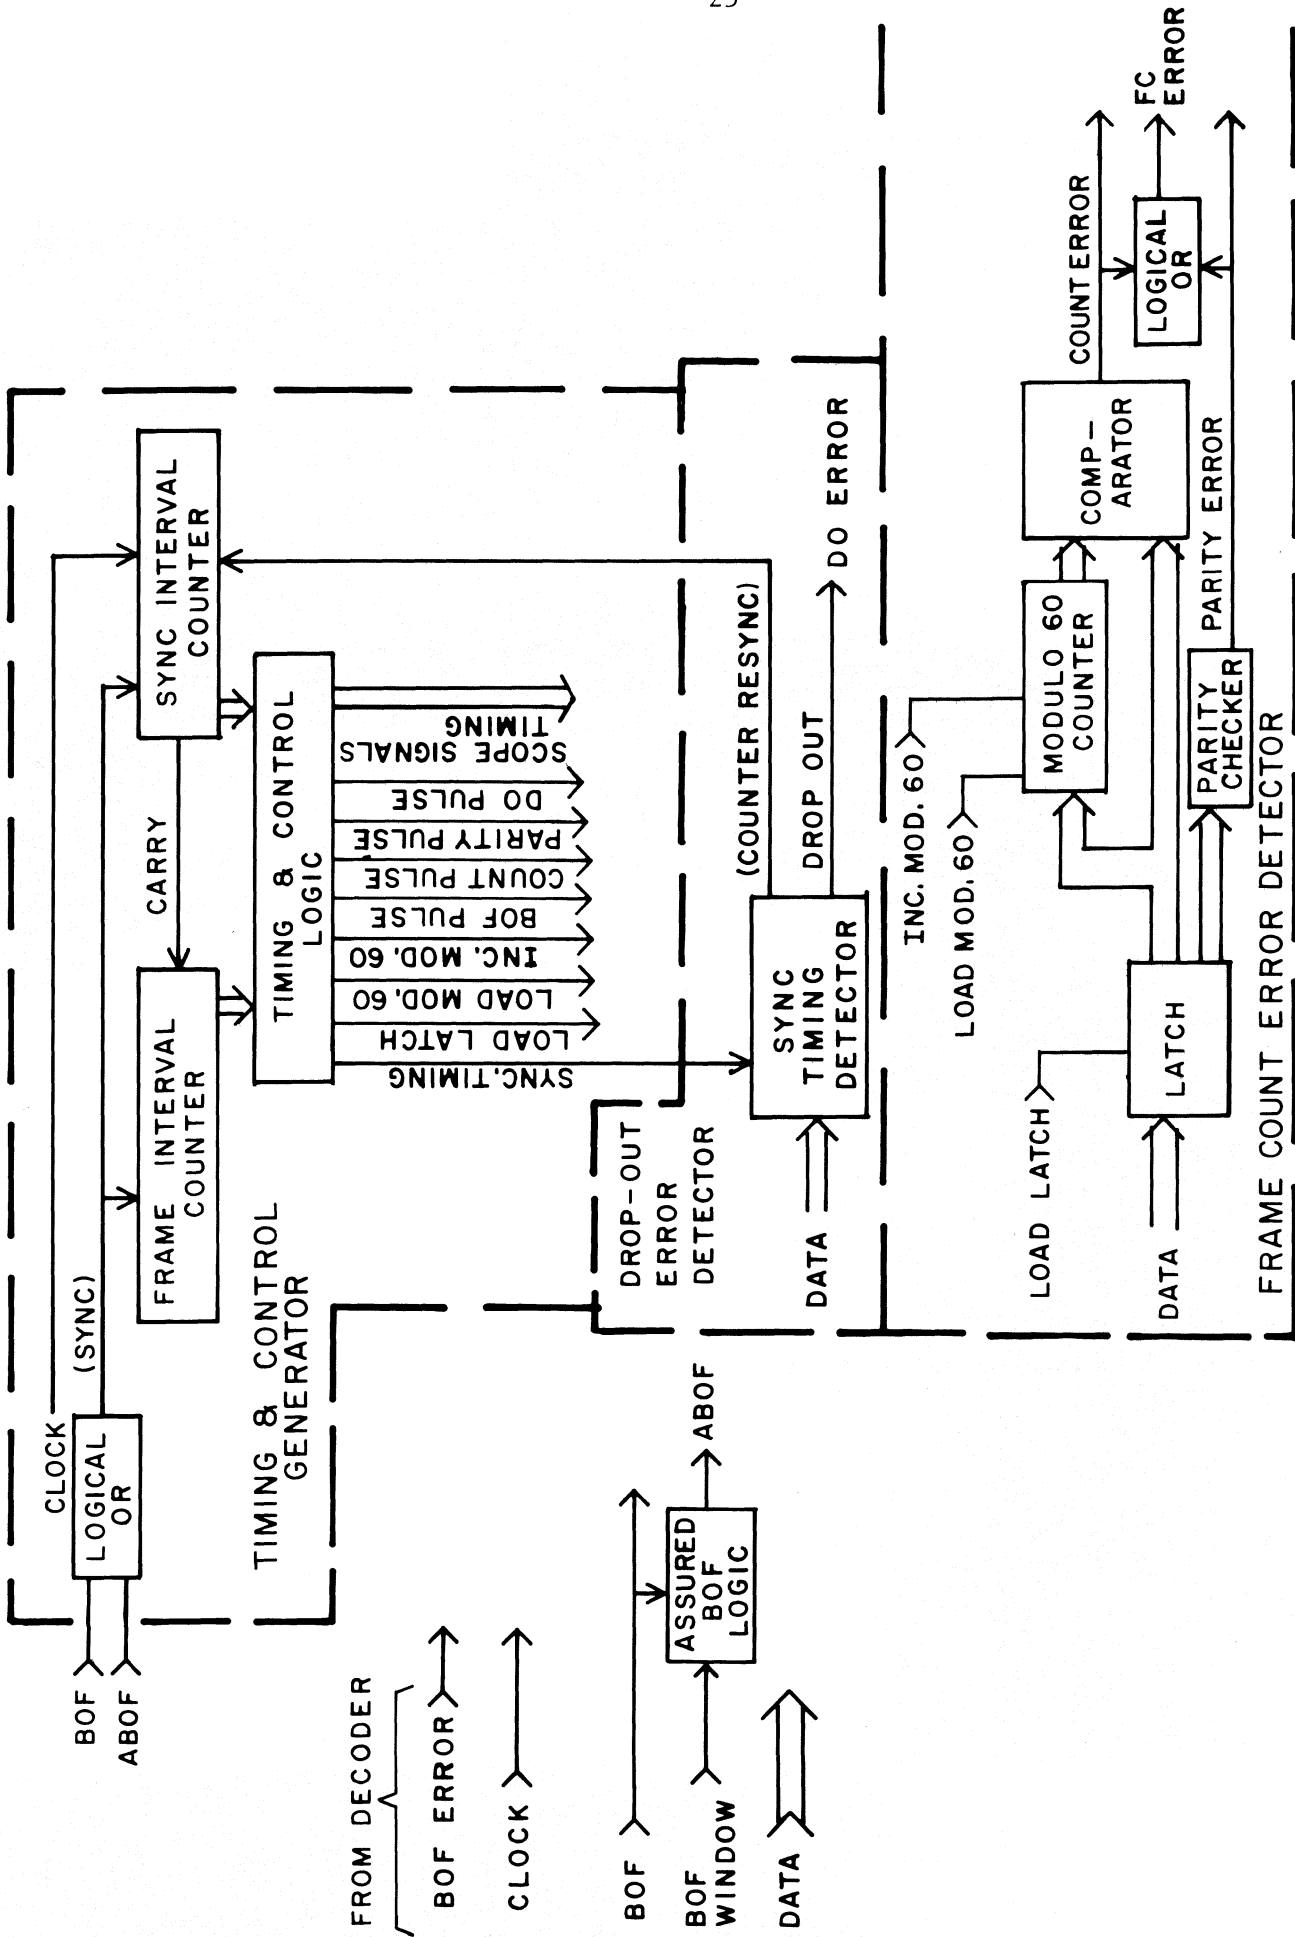 23
CLOCK
(SYNC)
BOF
ABOF
LOGICAL
OR
FRAME INTERVAL
COUNTER
CARRY
SYNC INTERVAL
COUNTER
TIMING & CONTROL
GENERATOR
TIMING & CONTROL
LOGIC
SYNC.TIMING
LOAD LATCH
LOAD MOD.60
INC. MOD.60
BOF PULSE
COUNT PULSE
PARITY PULSE
DO PULSE
SCOPE SIGNALS
TIMING
FROM DECODER
BOF ERROR
CLOCK
BOF
BOF
WINDOW
DATA
ASSURED
BOF
LOGIC
ABOF
DROP-OUT
ERROR
DETECTOR
DATA
SYNC
TIMING
DETECTOR
(COUNTER RESYNC)
DROP OUT
DO ERROR
INC. MOD. 60
LOAD MOD. 60
LOAD LATCH
DATA
LATCH
MODULO 60
COUNTER
COMP-
ARATOR
PARITY
CHECKER
PARITY ERROR
COUNT ERROR
LOGICAL
OR
FC
ERROR
FRAME COUNT ERROR DETECTOR